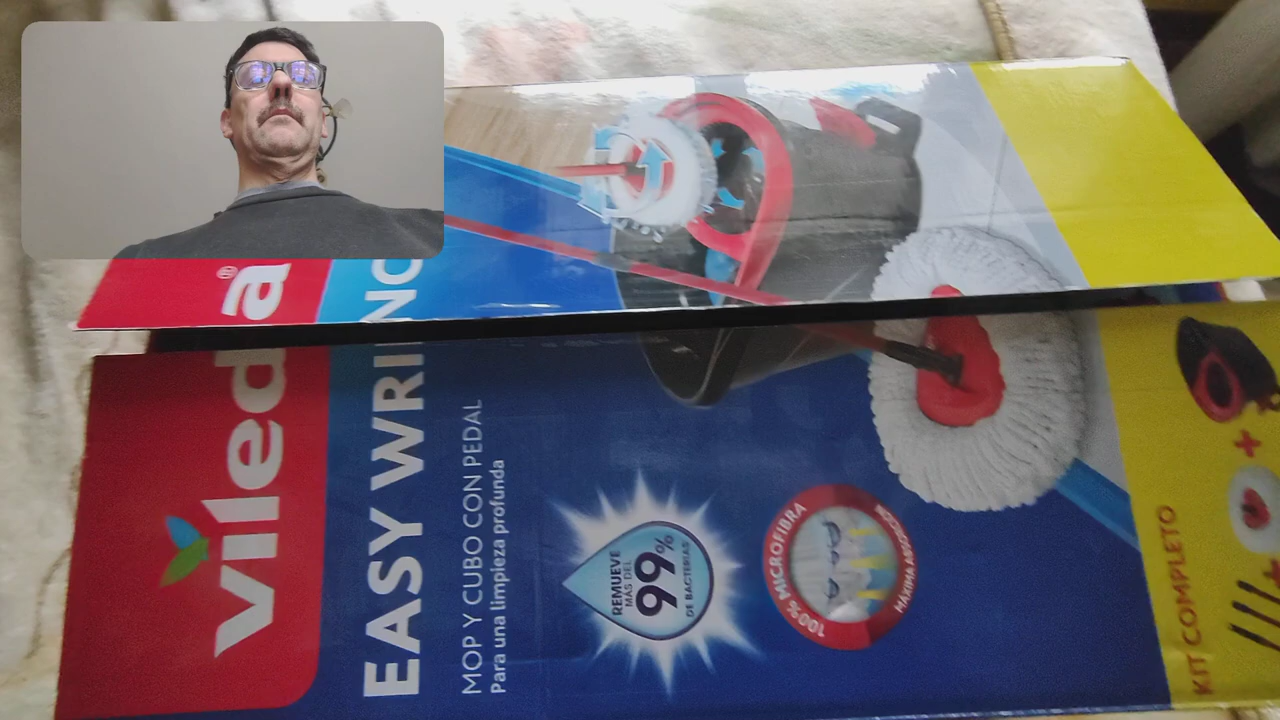 vileda®
EASY WRING
MOP Y CUBO CON PEDAL
Para una limpieza profunda
REMUEVE
MÁS DEL
99%
DE BACTERIAS
100% MICROFIBRA
MÁXIMA ABSORCIÓN
KIT COMPLETO